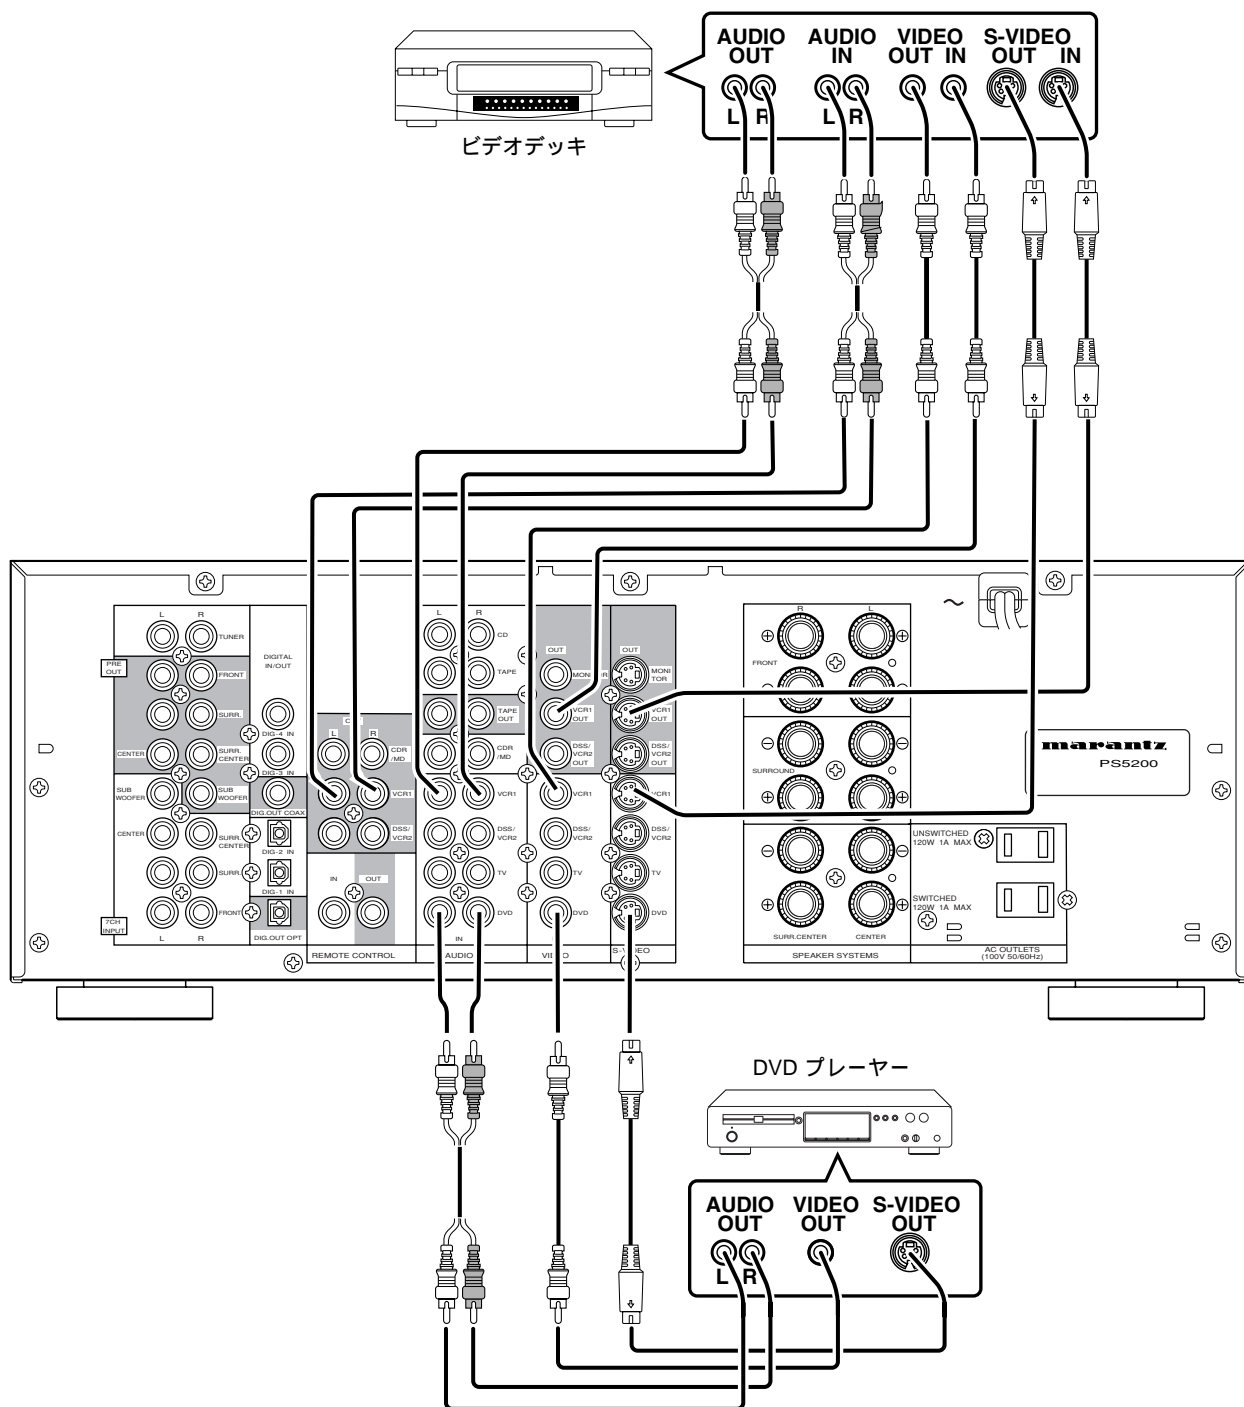 AUDIO OUT
AUDIO IN
VIDEO
OUT IN
S-VIDEO
OUT IN
L R
L R
ビデオデッキ
L R
TUNER
PRE OUT
FRONT
SURR.
CENTER
SURR. CENTER
SUB WOOFER
SUB WOOFER
CENTER
SURR. CENTER
SURR.
FRONT
7CH INPUT
L R
DIGITAL IN/OUT
DIG-4 IN
DIG-3 IN
DIG.OUT COAX
DIG-2 IN
DIG-1 IN
DIG.OUT OPT
L R
CDR /MD
VCR1
DSS/ VCR2
IN OUT
REMOTE CONTROL
L R
CD
TAPE
TAPE OUT
CDR /MD
VCR1
DSS/ VCR2
TV
DVD
IN
AUDIO
OUT
VCR1 OUT
DSS/ VCR2 OUT
VCR1
DSS/ VCR2
TV
DVD
VIDEO
OUT
MONI TOR
VCR1 OUT
DSS/ VCR2 OUT
VCR1
DSS/ VCR2
TV
DVD
S-VIDEO
R L
FRONT
SURROUND
SURR.CENTER CENTER
SPEAKER SYSTEMS
marantz
PS5200
UNSWITCHED
120W 1A MAX
SWITCHED
120W 1A MAX
AC OUTLETS
(100V 50/60Hz)
DVD プレーヤー
AUDIO OUT
VIDEO OUT
S-VIDEO OUT
L R